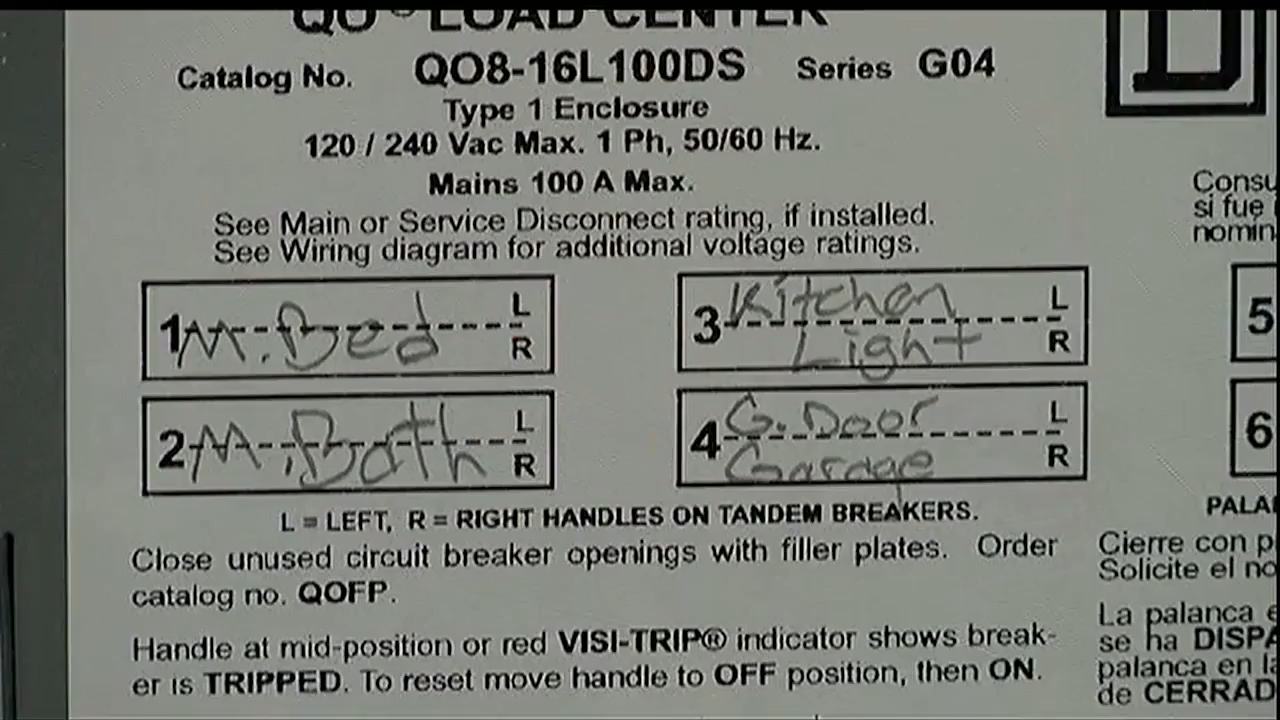 QO® LOAD CENTER
D
Catalog No. QO8-16L100DS Series G04
Type 1 Enclosure
120 / 240 Vac Max. 1 Ph, 50/60 Hz.
Mains 100 A Max.
See Main or Service Disconnect rating, if installed.
See Wiring diagram for additional voltage ratings.
1 M. Bed L
R
2 M. Bath L
R
3 Kitchen L
Light R
4 G. Door L
Garage R
L = LEFT, R = RIGHT HANDLES ON TANDEM BREAKERS.
Close unused circuit breaker openings with filler plates. Order
catalog no. QOFP.
Handle at mid-position or red VISI-TRIP® indicator shows break-
er is TRIPPED. To reset move handle to OFF position, then ON.
Consu
si fue
nomin
5
6
PALA
Cierre con p
Solicite el no
La palanca e
se ha DISPA
palanca en la
de CERRAD